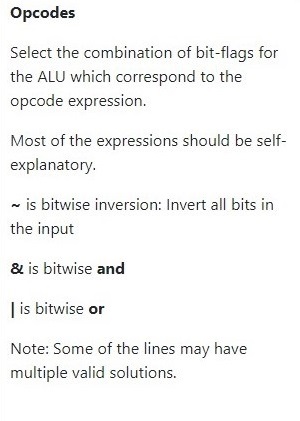 Opcodes
Select the combination of bit-flags for
the ALU which correspond to the
opcode expression.
Most of the expressions should be self-
explanatory.
~ is bitwise inversion: Invert all bits in
the input
& is bitwise and
| is bitwise or
Note: Some of the lines may have
multiple valid solutions.